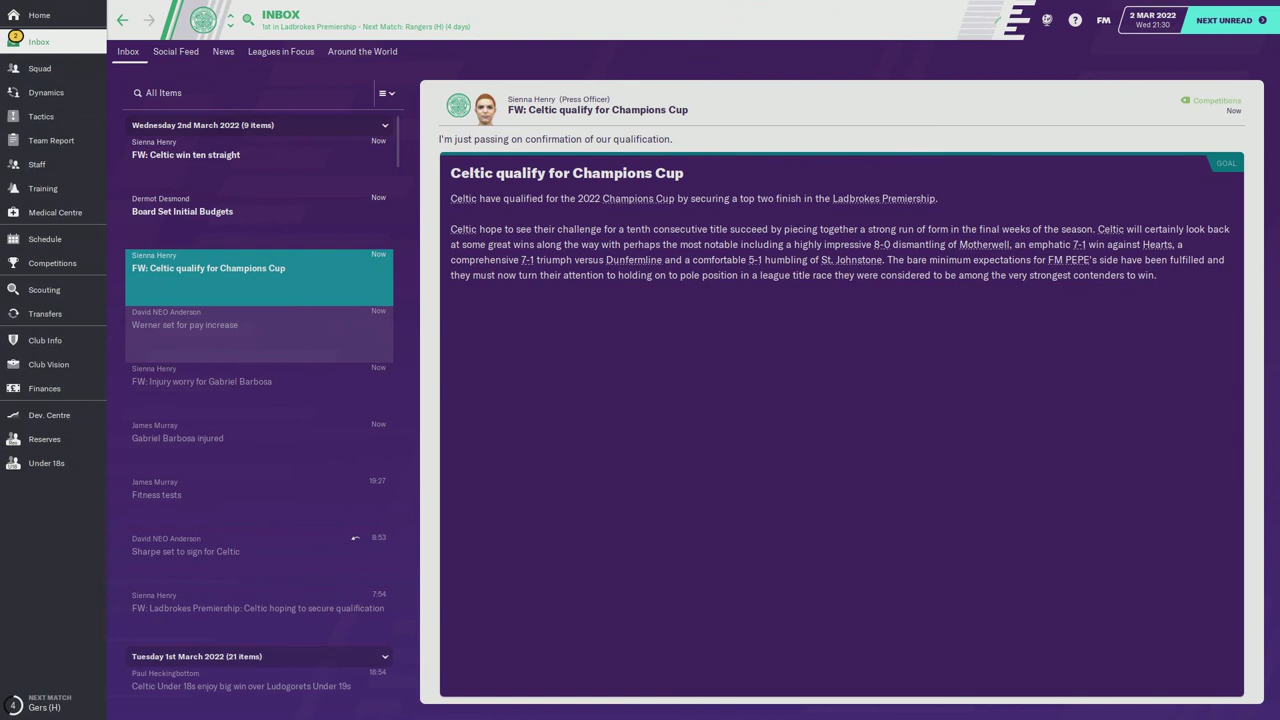 Home
INBOX
1st in Ladbrokes Premiership - Next Match: Rangers (H) (4 days)
?
FM
2 MAR 2022
Wed 21:30
NEXT UNREAD
2
Inbox
Inbox
Social Feed
News
Leagues in Focus
Around the World
Squad
Dynamics
Tactics
Team Report
Staff
Training
Medical Centre
Schedule
Competitions
Scouting
Transfers
Club Info
Club Vision
Finances
Dev. Centre
Reserves
Under 18s
4
NEXT MATCH
Gers (H)
All Items
Wednesday 2nd March 2022 (9 items)
Sienna Henry
Now
FW: Celtic win ten straight
Dermot Desmond
Now
Board Set Initial Budgets
Sienna Henry
Now
FW: Celtic qualify for Champions Cup
David NEO Anderson
Now
Werner set for pay increase
Sienna Henry
Now
FW: Injury worry for Gabriel Barbosa
James Murray
Now
Gabriel Barbosa injured
James Murray
19:27
Fitness tests
David NEO Anderson
8:53
Sharpe set to sign for Celtic
Sienna Henry
7:54
FW: Ladbrokes Premiership: Celtic hoping to secure qualification
Tuesday 1st March 2022 (21 items)
Paul Heckingbottom
18:54
Celtic Under 18s enjoy big win over Ludogorets Under 19s
Sienna Henry (Press Officer)
FW: Celtic qualify for Champions Cup
Competitions
Now
I'm just passing on confirmation of our qualification.
GOAL
Celtic qualify for Champions Cup
Celtic have qualified for the 2022 Champions Cup by securing a top two finish in the Ladbrokes Premiership.
Celtic hope to see their challenge for a tenth consecutive title succeed by piecing together a strong run of form in the final weeks of the season. Celtic will certainly look back
at some great wins along the way with perhaps the most notable including a highly impressive 8-0 dismantling of Motherwell, an emphatic 7-1 win against Hearts, a
comprehensive 7-1 triumph versus Dunfermline and a comfortable 5-1 humbling of St. Johnstone. The bare minimum expectations for FM PEPE's side have been fulfilled and
they must now turn their attention to holding on to pole position in a league title race they were considered to be among the very strongest contenders to win.